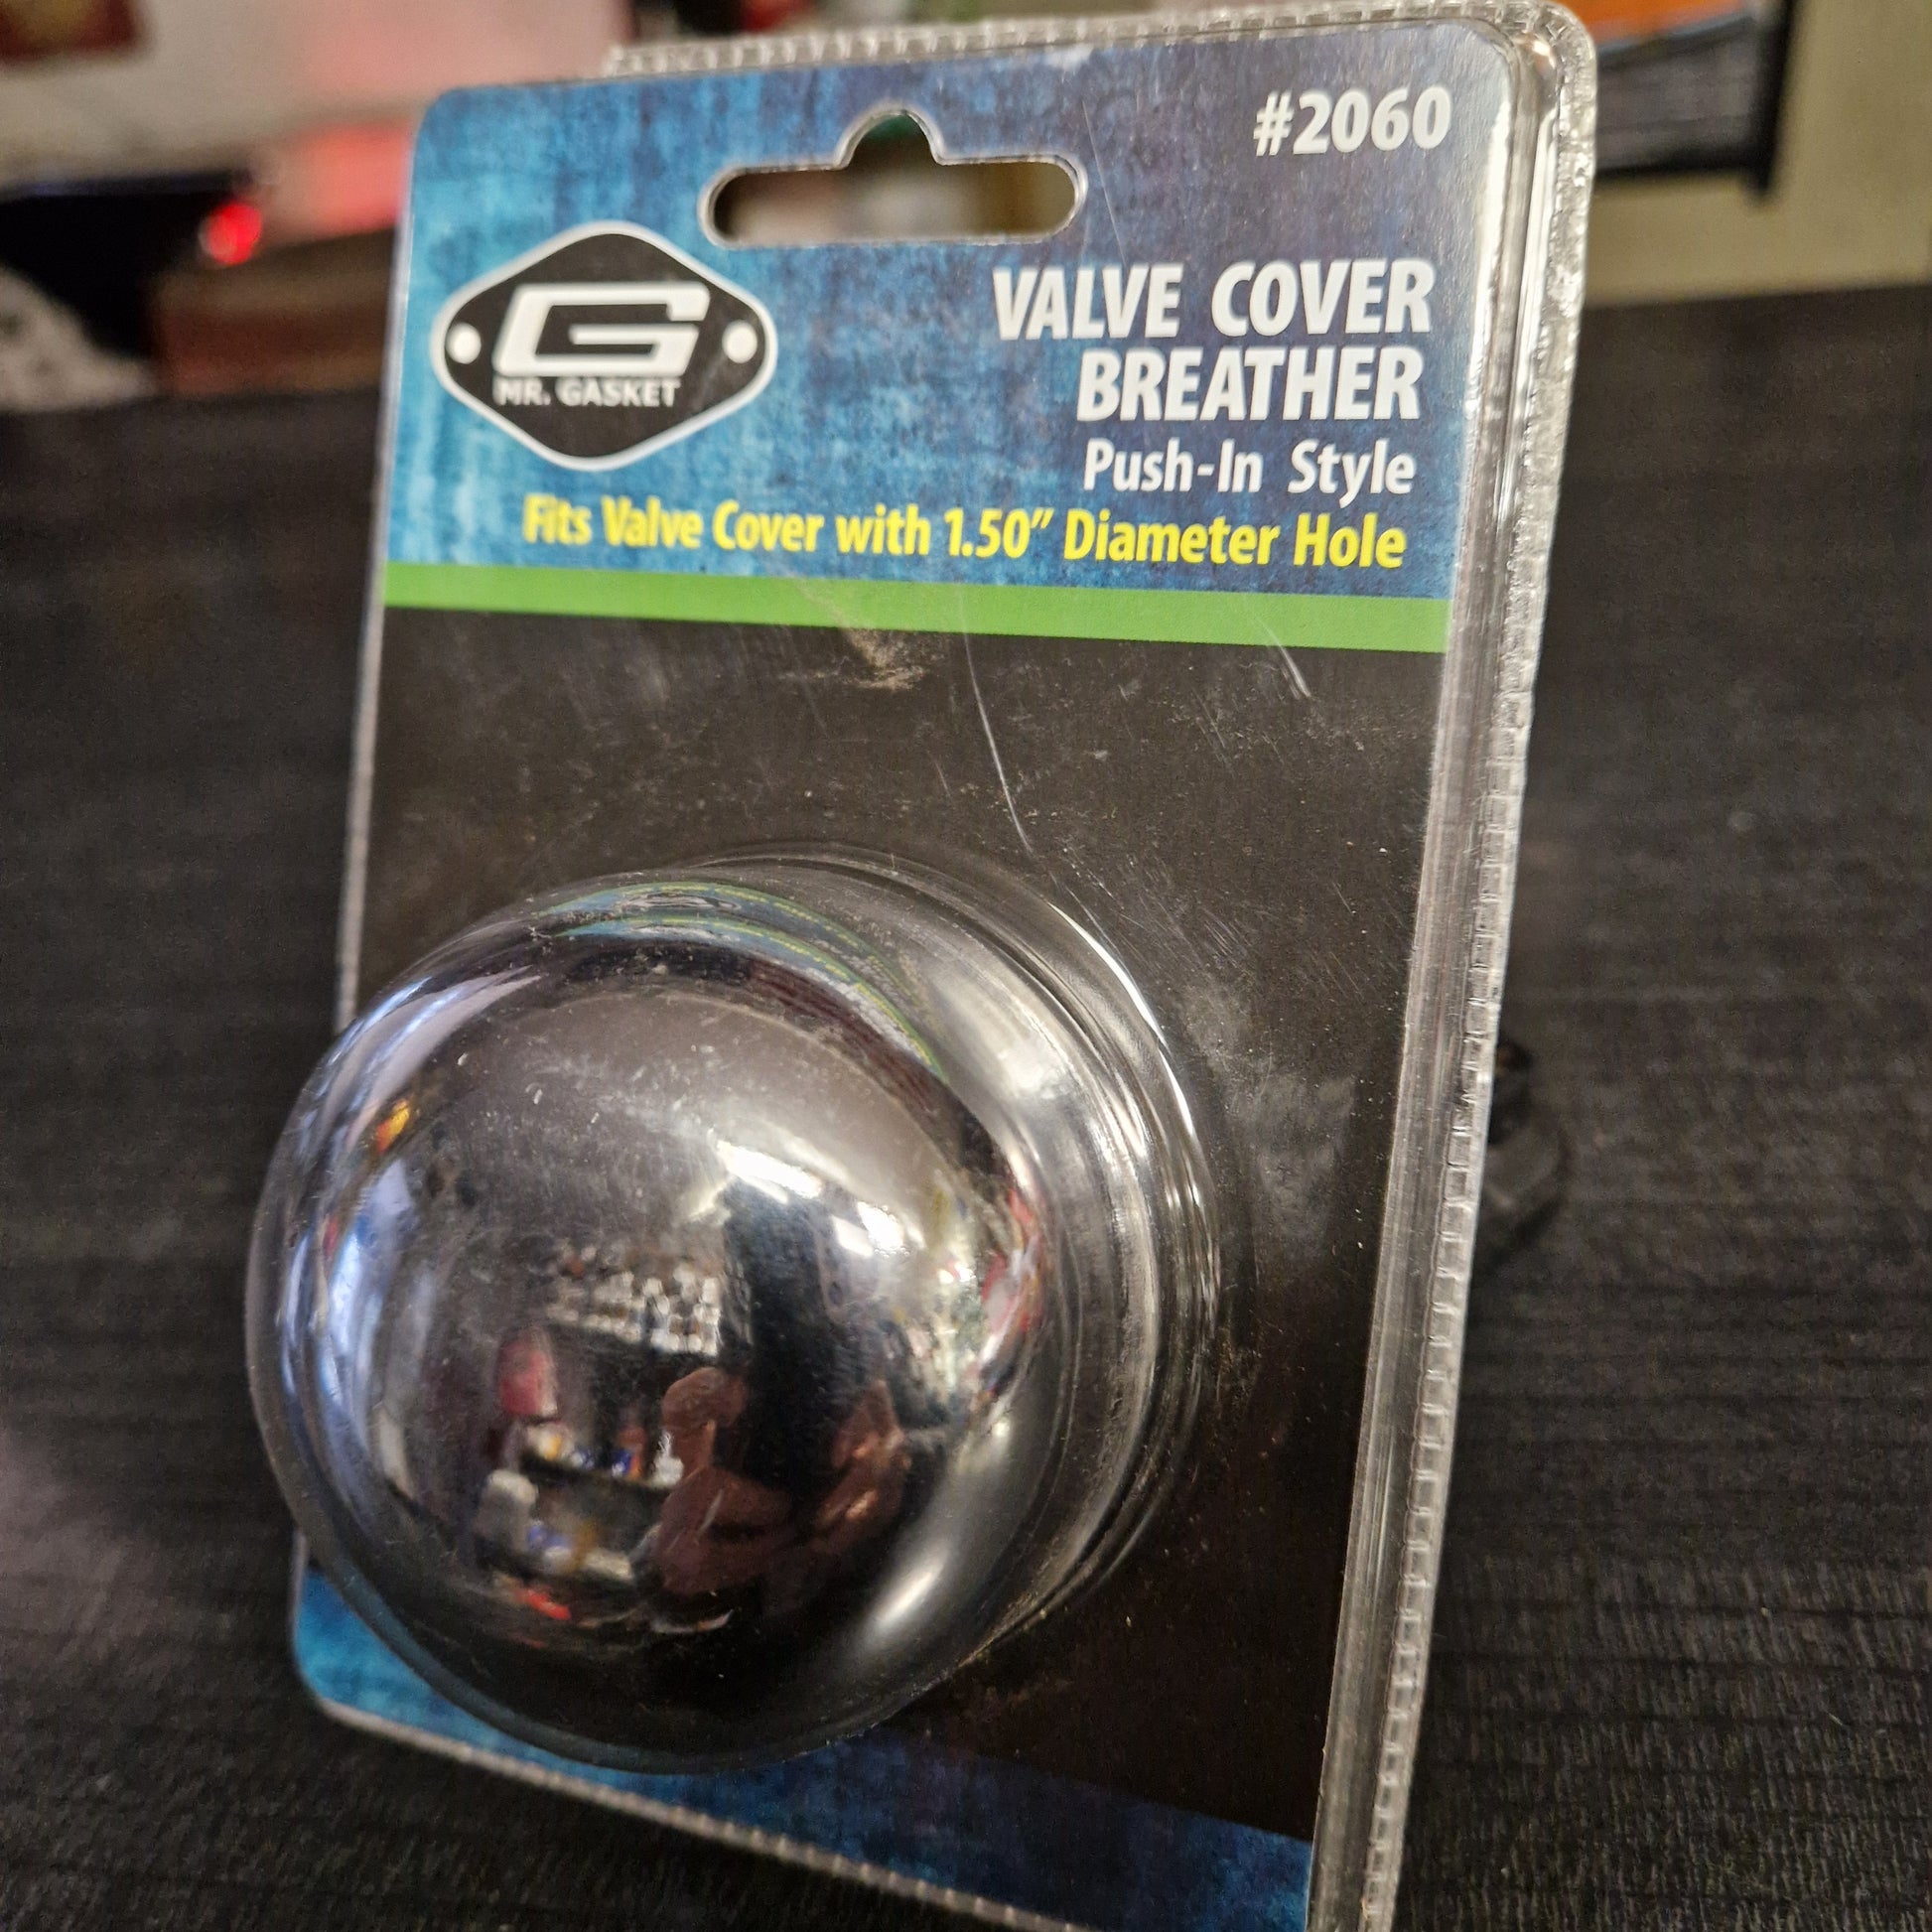 #2060
G
MR. GASKET
VALVE COVER
BREATHER
Push-In Style
Fits Valve Cover with 1.50" Diameter Hole